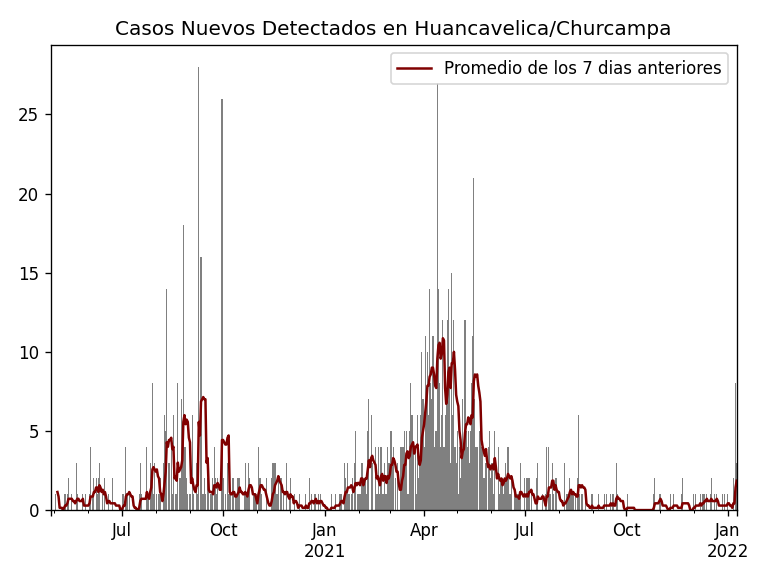 Casos Nuevos Detectados en Huancavelica/Churcampa
Promedio de los 7 dias anteriores
25
20
15
10
5
0
Jul Oct Jan Apr Jul Oct Jan
2021 2022